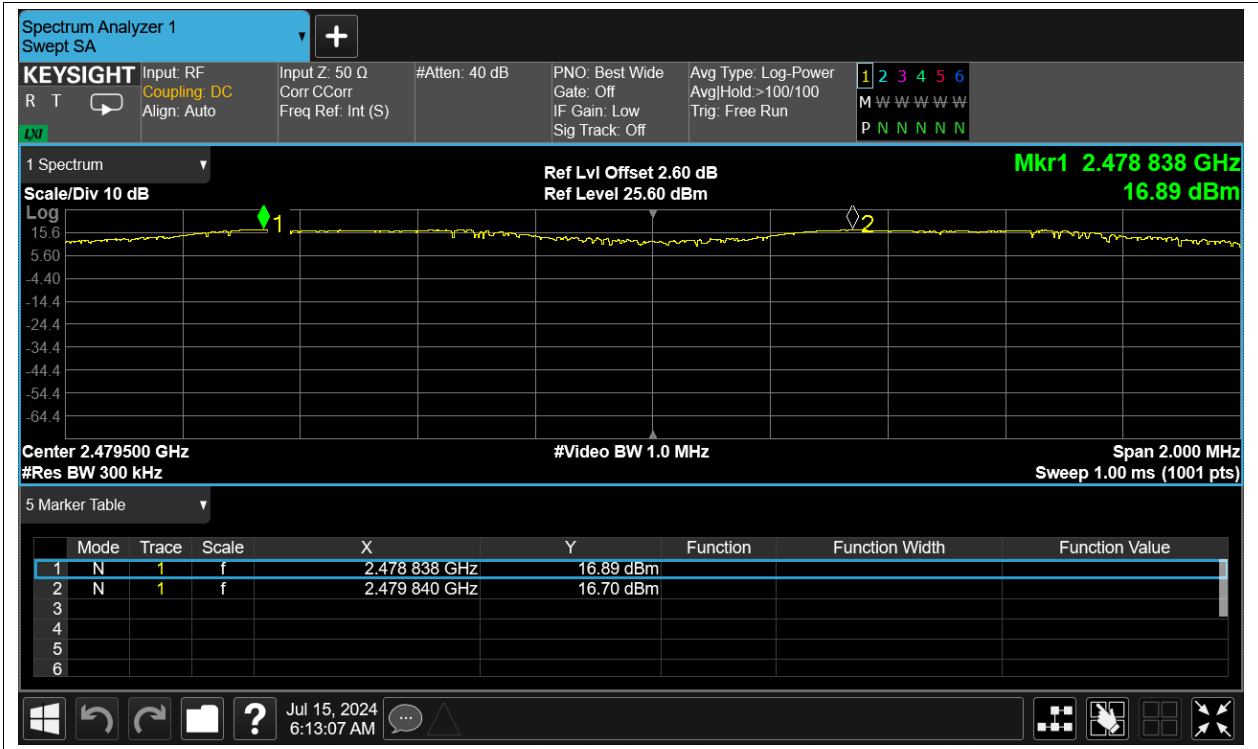 Spectrum Analyzer 1
Swept SA
KEYSIGHT
R T
LXI
Input: RF
Coupling: DC
Align: Auto
Input Z: 50 Ω
Corr CCorr
Freq Ref: Int (S)
#Atten: 40 dB
PNO: Best Wide
Gate: Off
IF Gain: Low
Sig Track: Off
Avg Type: Log-Power
Avg|Hold:>100/100
Trig: Free Run
1 2 3 4 5 6
M W W W W W
P N N N N N
1 Spectrum
Scale/Div 10 dB
Ref Lvl Offset 2.60 dB
Ref Level 25.60 dBm
Mkr1 2.478 838 GHz
16.89 dBm
Log
15.6
5.60
-4.40
-14.4
-24.4
-34.4
-44.4
-54.4
-64.4
1
2
Center 2.479500 GHz
#Res BW 300 kHz
#Video BW 1.0 MHz
Span 2.000 MHz
Sweep 1.00 ms (1001 pts)
5 Marker Table
Mode Trace Scale X Y Function Function Width Function Value
1 N 1 f 2.478 838 GHz 16.89 dBm
2 N 1 f 2.479 840 GHz 16.70 dBm
3
4
5
6
?
Jul 15, 2024
6:13:07 AM